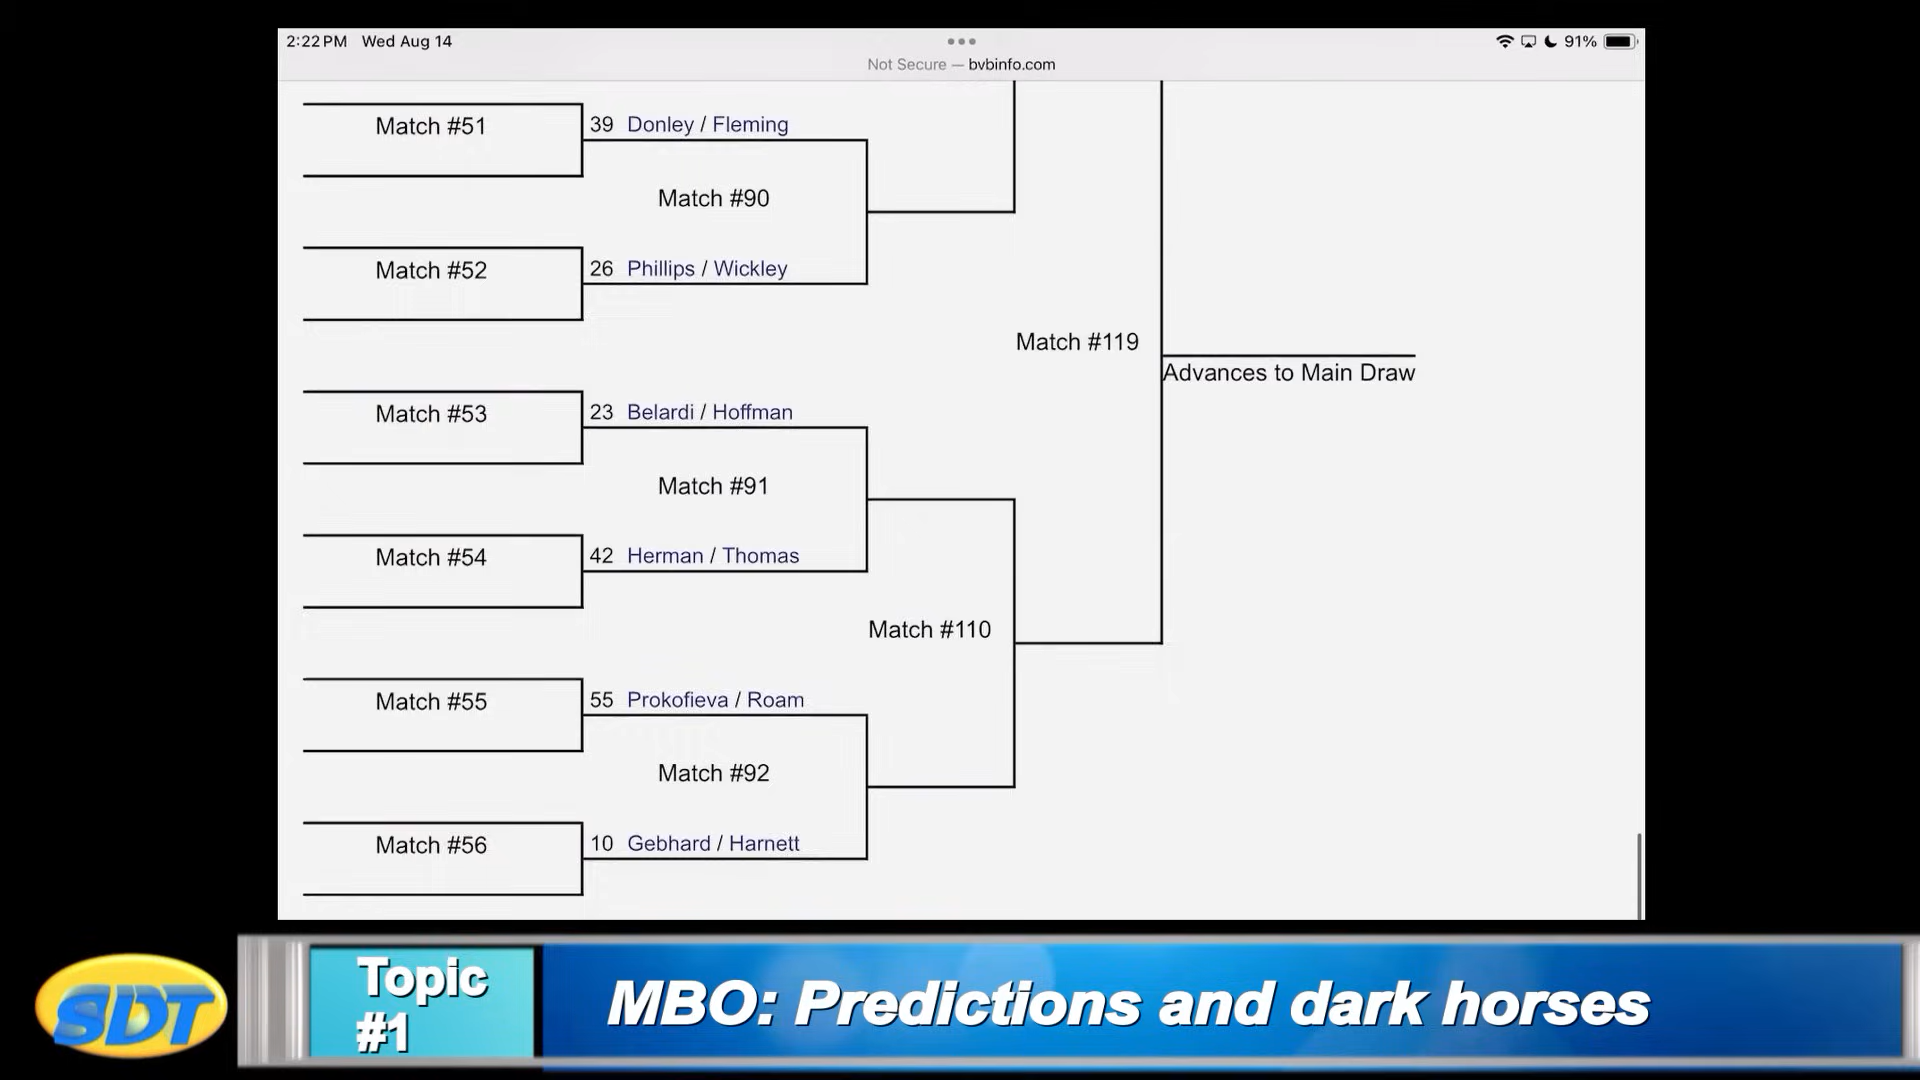 2:22 PM Wed Aug 14
91%
Not Secure — bvbinfo.com
Match #51
39 Donley / Fleming
Match #90
Match #52
26 Phillips / Wickley
Match #119
Advances to Main Draw
Match #53
23 Belardi / Hoffman
Match #91
Match #54
42 Herman / Thomas
Match #110
Match #55
55 Prokofieva / Roam
Match #92
Match #56
10 Gebhard / Harnett
SDT
Topic
#1
MBO: Predictions and dark horses